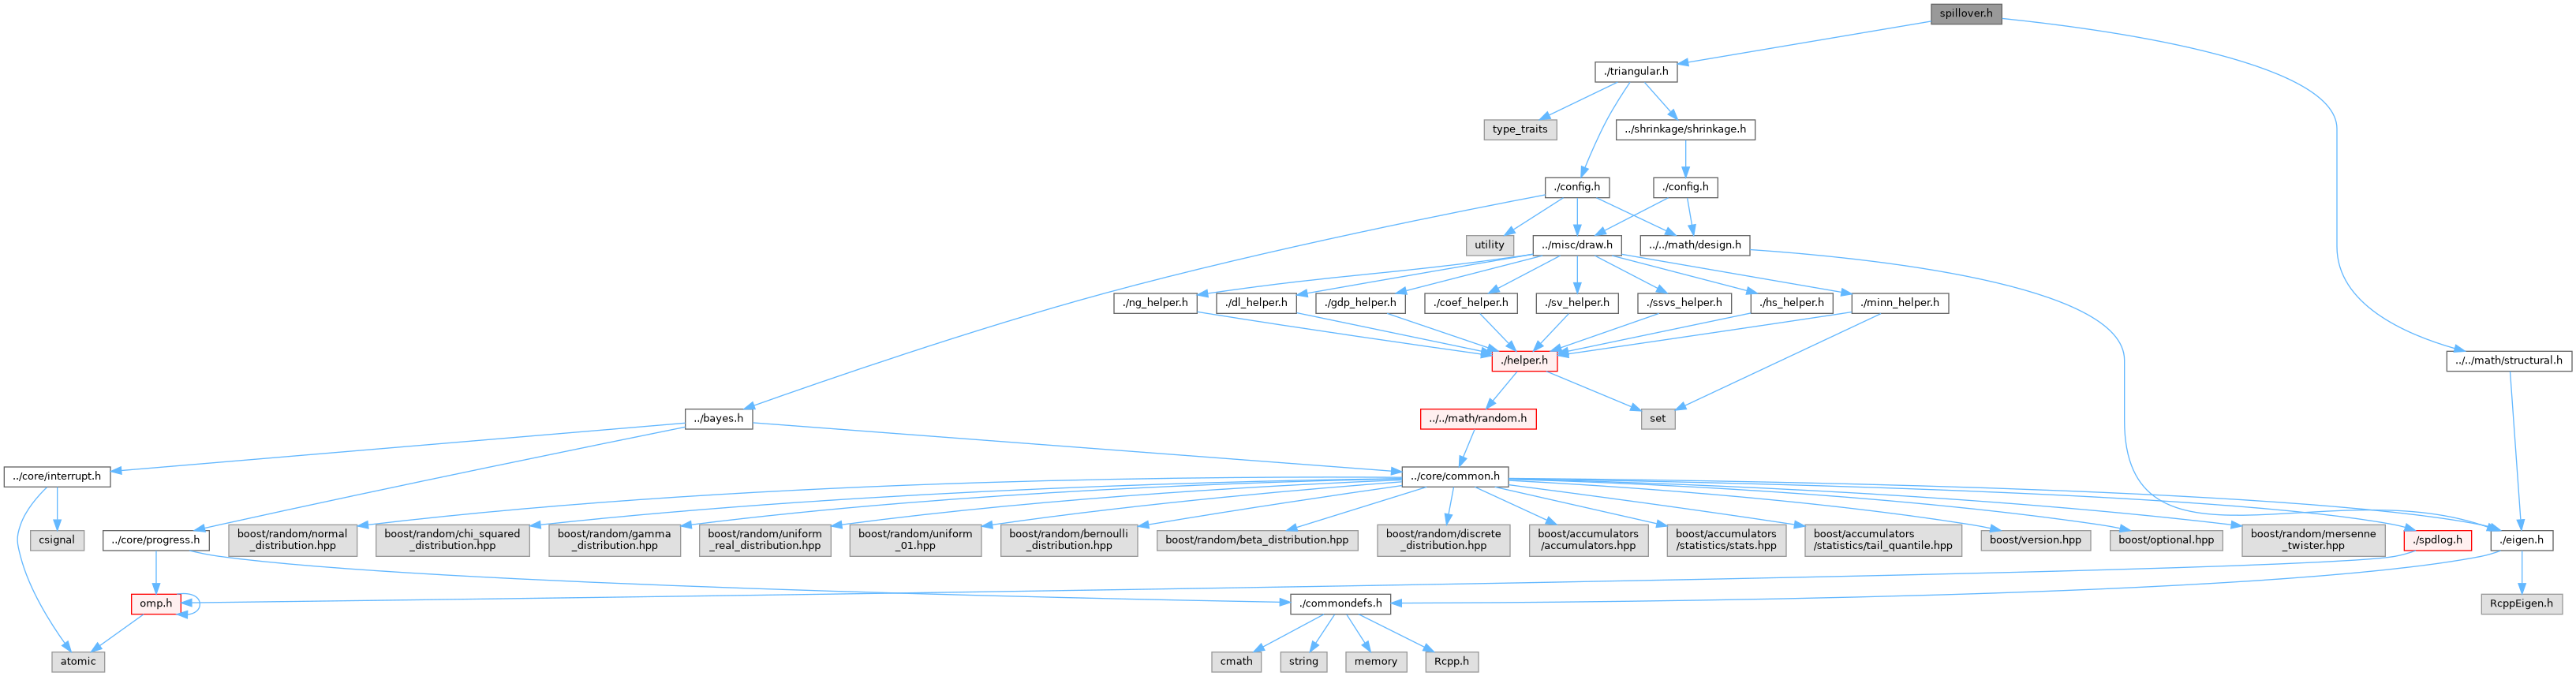 spillover.h
./triangular.h
type_traits
../shrinkage/shrinkage.h
./config.h
./config.h
utility
../misc/draw.h
../../math/design.h
./ng_helper.h
./dl_helper.h
./gdp_helper.h
./coef_helper.h
./sv_helper.h
./ssvs_helper.h
./hs_helper.h
./minn_helper.h
./helper.h
../../math/structural.h
../bayes.h
../../math/random.h
set
../core/interrupt.h
../core/common.h
csignal
../core/progress.h
boost/random/normal
_distribution.hpp
boost/random/chi_squared
_distribution.hpp
boost/random/gamma
_distribution.hpp
boost/random/uniform
_real_distribution.hpp
boost/random/uniform
_01.hpp
boost/random/bernoulli
_distribution.hpp
boost/random/beta_distribution.hpp
boost/random/discrete
_distribution.hpp
boost/accumulators
/accumulators.hpp
boost/accumulators
/statistics/stats.hpp
boost/accumulators
/statistics/tail_quantile.hpp
boost/version.hpp
boost/optional.hpp
boost/random/mersenne
_twister.hpp
./spdlog.h
./eigen.h
omp.h
./commondefs.h
RcppEigen.h
atomic
cmath
string
memory
Rcpp.h